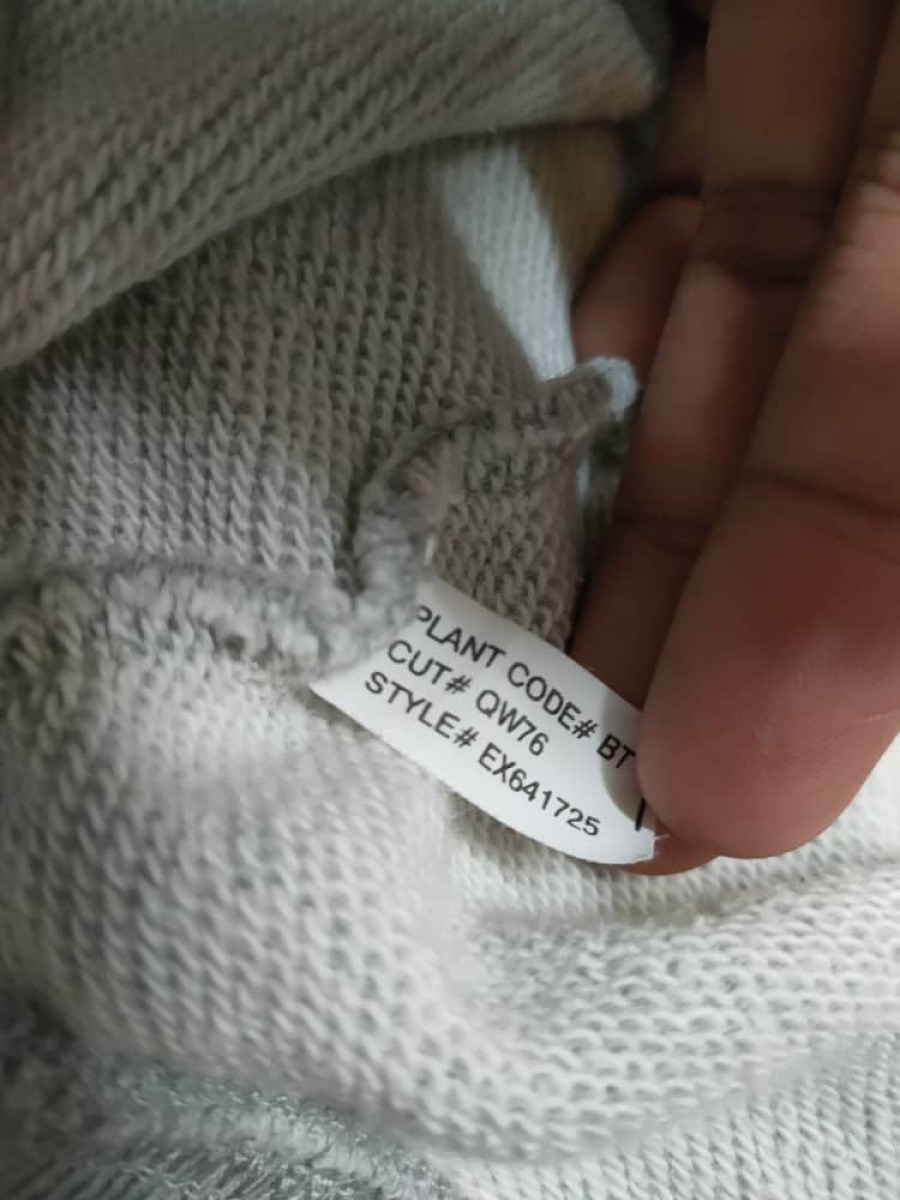 PLANT CODE# BT
CUT# QW76
STYLE# EX641725